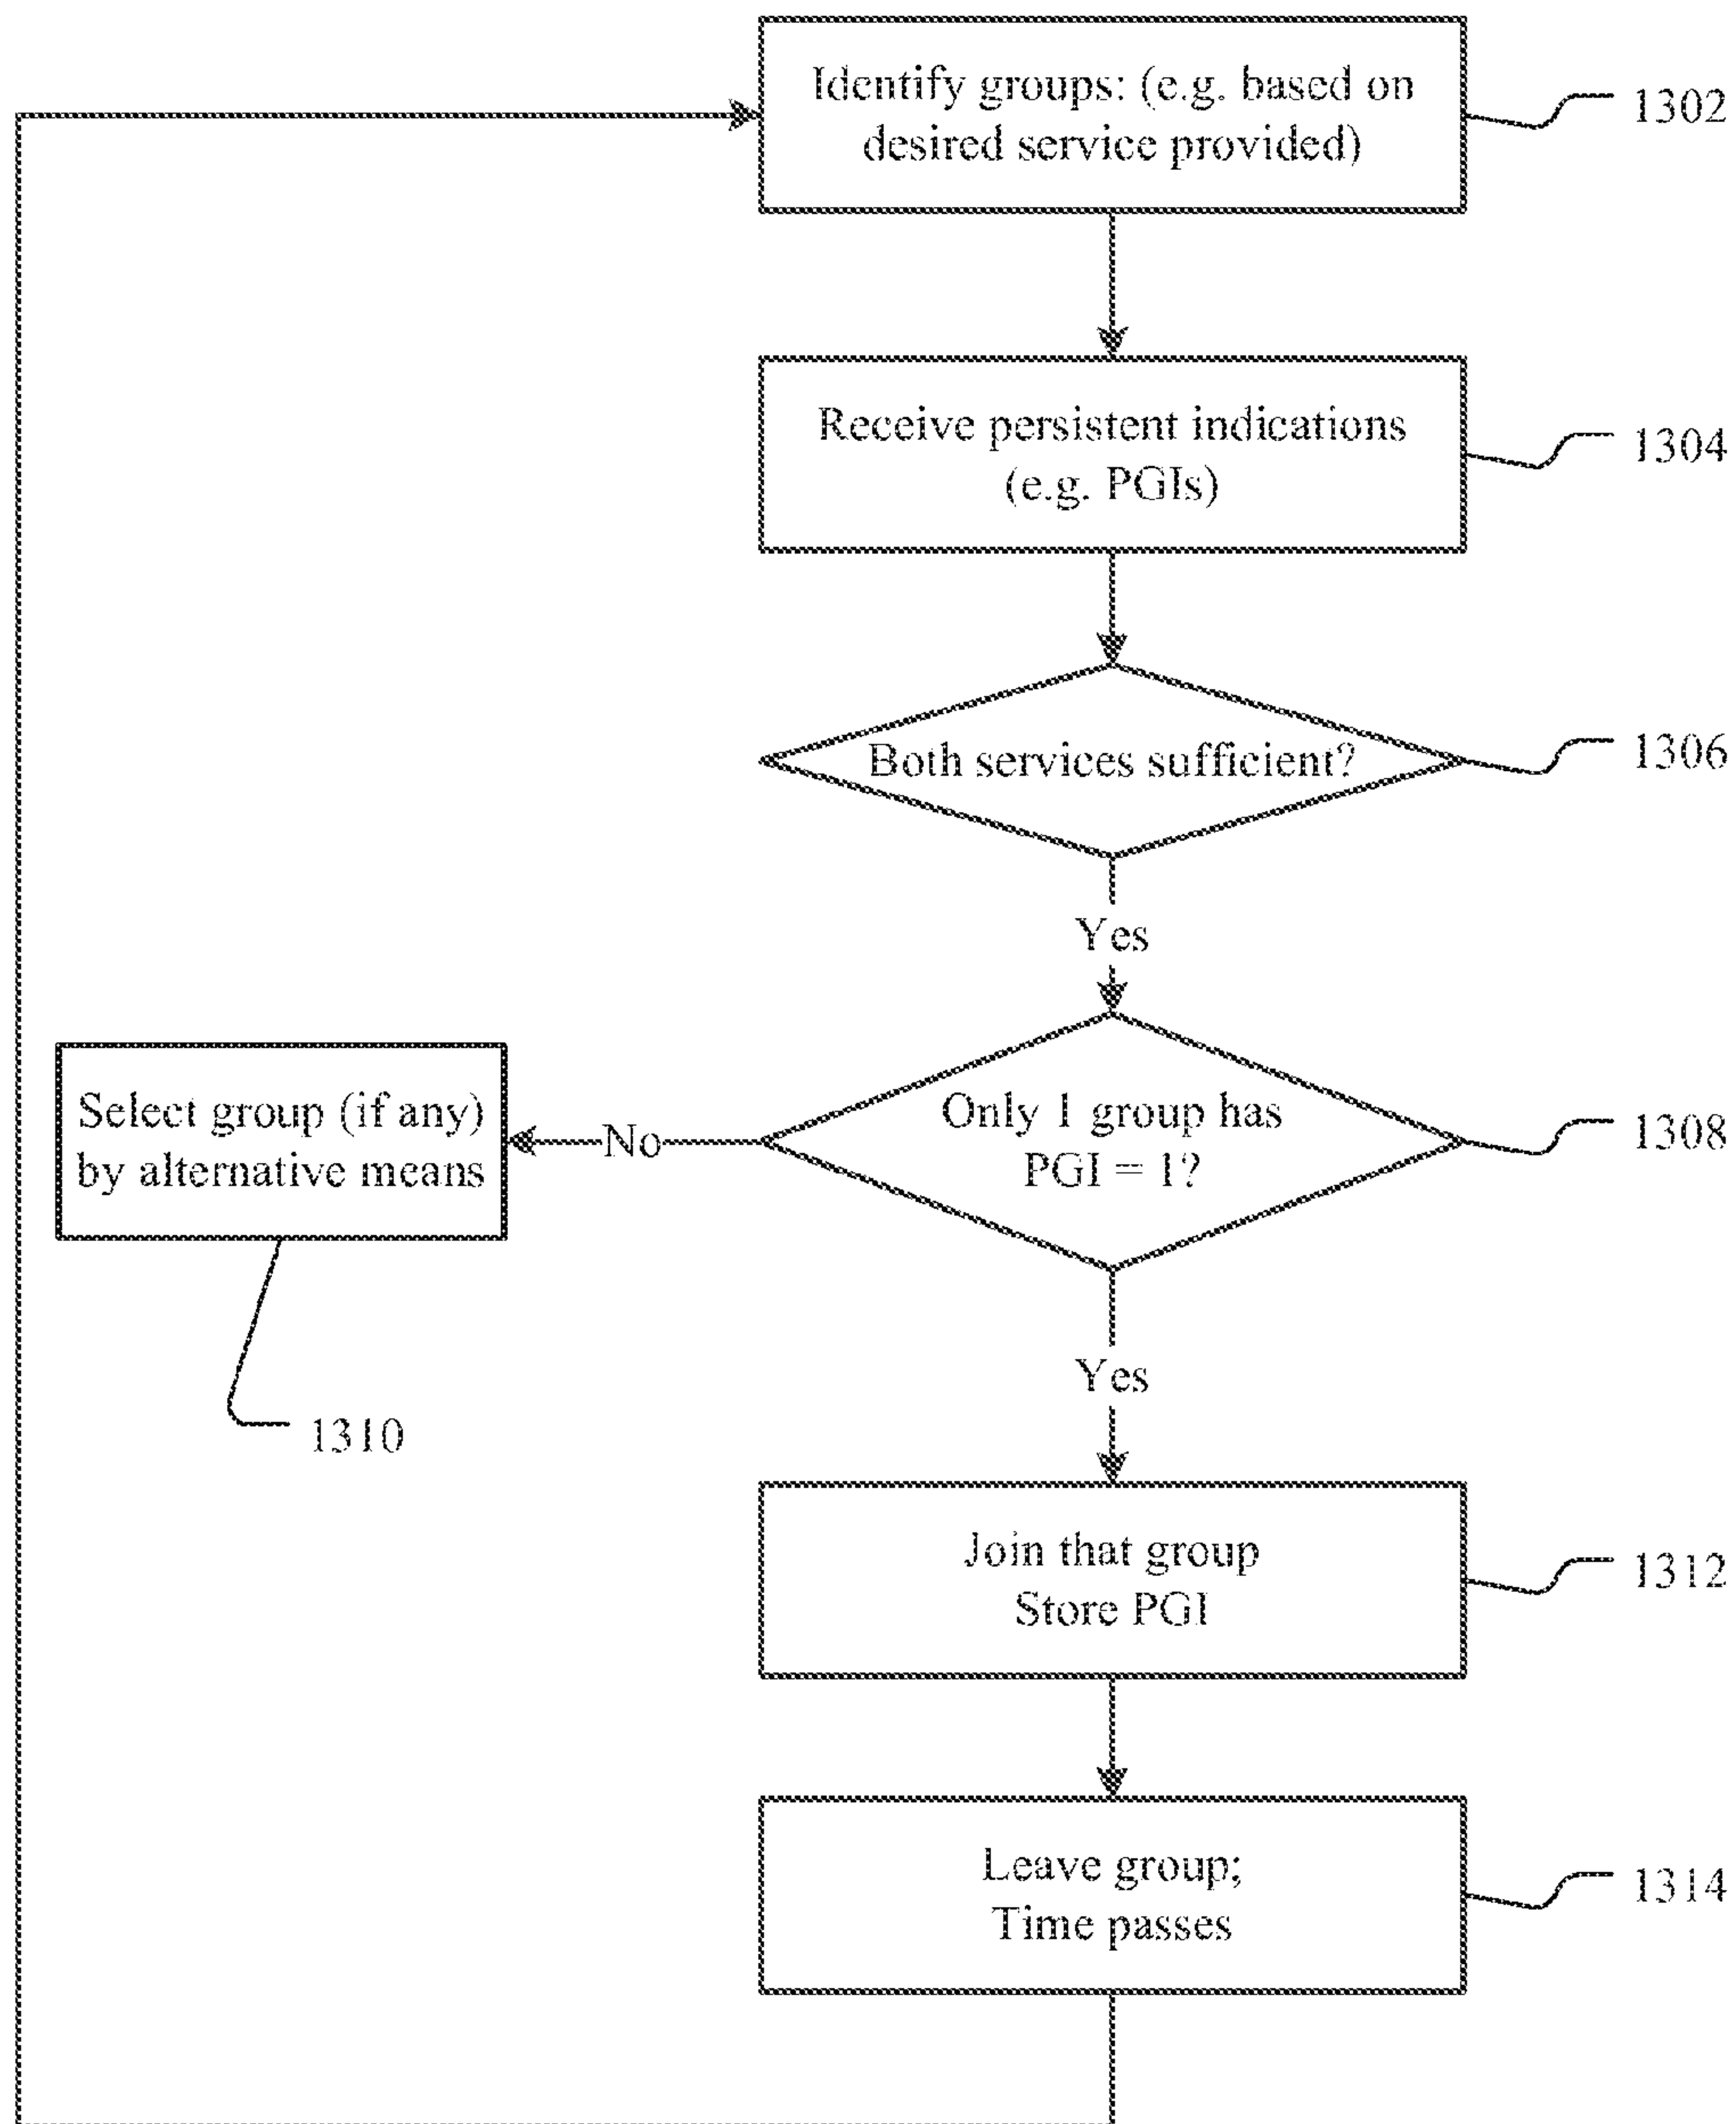 Identify groups: (e.g. based on
desired service provided)
1302
Receive persistent indications
(e.g. PGIs)
1304
Both services sufficient?
1306
Yes
Only 1 group has
PGI = 1?
1308
No
Select group (if any)
by alternative means
1310
Yes
Join that group
Store PGI
1312
Leave group;
Time passes
1314